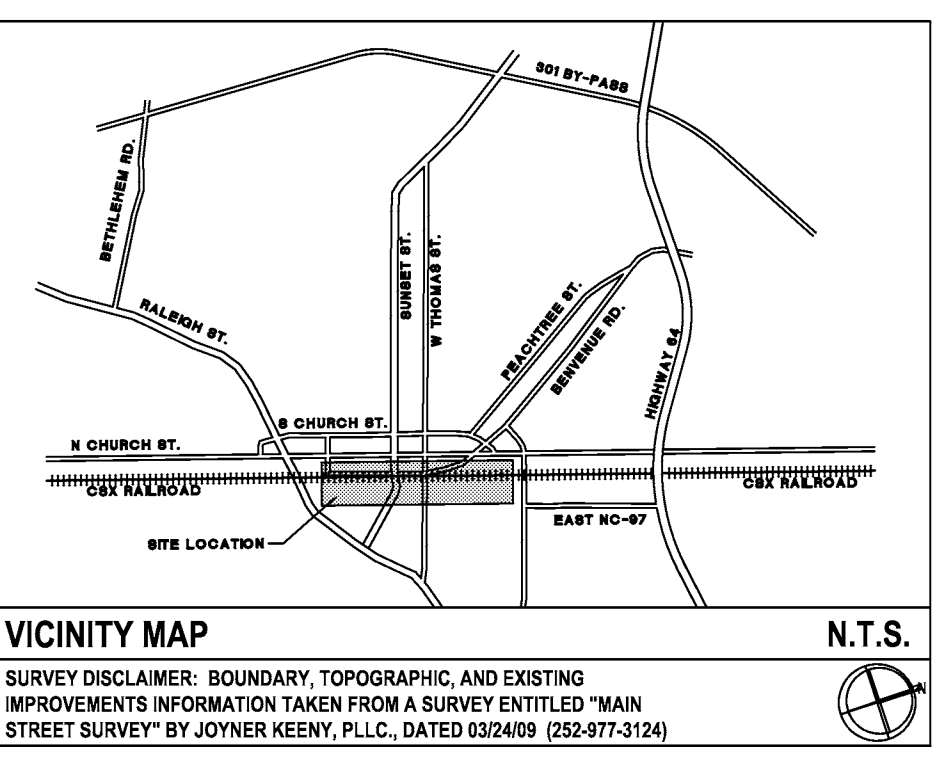 301 BY-PASS
BETHLEHEM RD.
SUNSET ST.
W THOMAS ST.
RALEIGH ST.
PEACHTREE ST.
BENVENUE RD.
HIGHWAY 64
S CHURCH ST.
N CHURCH ST.
CSX RAILROAD
CSX RAILROAD
EAST NC-97
SITE LOCATION
VICINITY MAP
N.T.S.
SURVEY DISCLAIMER: BOUNDARY, TOPOGRAPHIC, AND EXISTING
IMPROVEMENTS INFORMATION TAKEN FROM A SURVEY ENTITLED "MAIN
STREET SURVEY" BY JOYNER KEENY, PLLC., DATED 03/24/09 (252-977-3124)
N